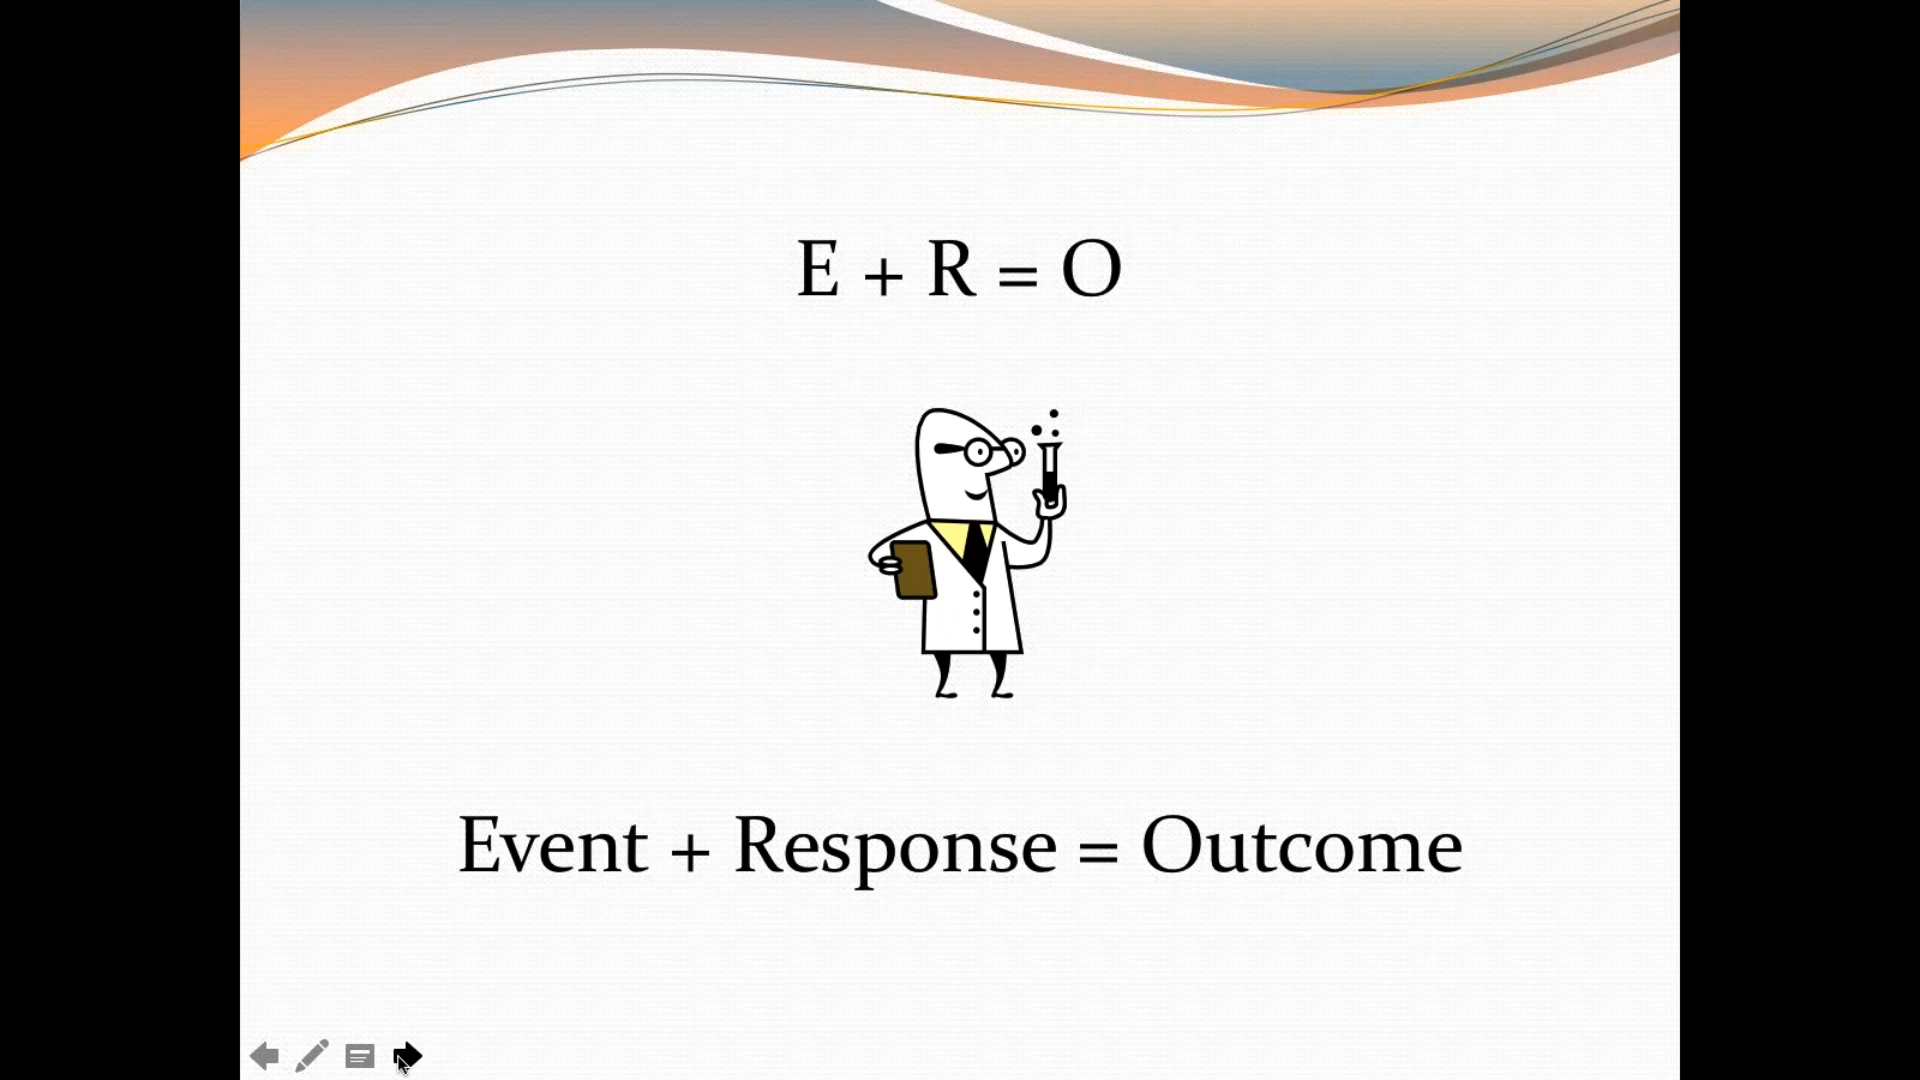 E + R = O
Event + Response = Outcome